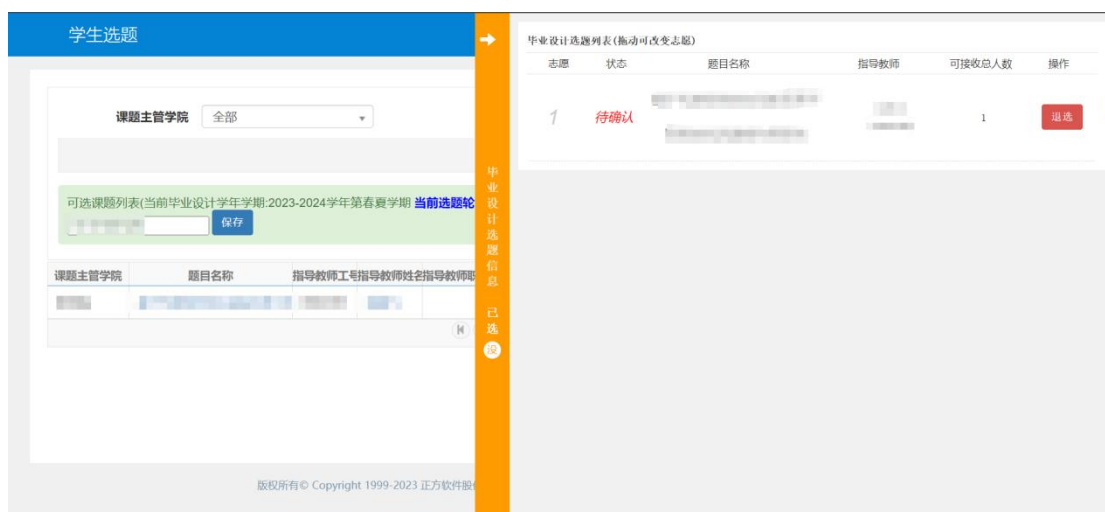 学生选题
课题主管学院 全部
可选课题列表(当前毕业设计学年学期:2023-2024学年第春夏学期 当前选题轮
保存
课题主管学院 题目名称 指导教师工号指导教师姓名指导教师职
版权所有© Copyright 1999-2023 正方软件股
毕业设计选题信息 已选
毕业设计选题列表(拖动可改变志愿)
志愿 状态 题目名称 指导教师 可接收总人数 操作
1 待确认 1 退选